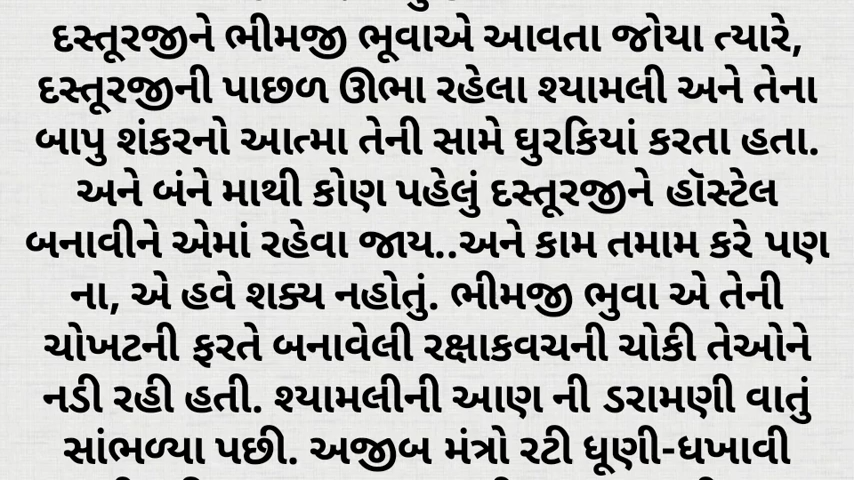 દસ્તૂરજીને ભીમજી ભૂવાએ આવતા જોયા ત્યારે,
દસ્તૂરજીની પાછળ ઊભા રહેલા શ્યામલી અને તેના
બાપુ શંકરનો આત્મા તેની સામે ઘુરકિયાં કરતા હતા.
અને બંને માથી કોણ પહેલું દસ્તૂરજીને હૉસ્ટેલ
બનાવીને એમાં રહેવા જાય..અને કામ તમામ કરે પણ
ના, એ હવે શક્ય નહોતું. ભીમજી ભુવા એ તેની
ચોખટની ફરતે બનાવેલી રક્ષાકવચની ચોકી તેઓને
નડી રહી હતી. શ્યામલીની આણ ની ડરામણી વાતું
સાંભળ્યા પછી. અજીબ મંત્રો રટી ધૂણી-ધખાવી